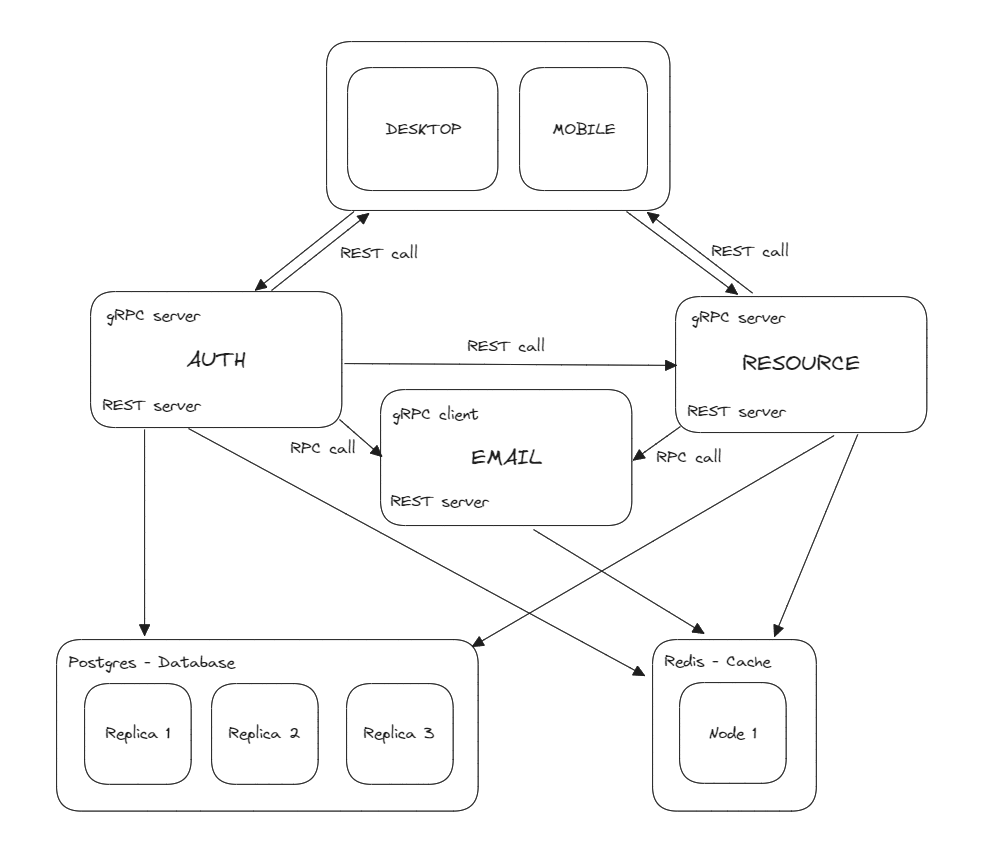 DESKTOP
MOBILE
REST call
REST call
gRPC server
AUTH
REST server
REST call
gRPC server
RESOURCE
REST server
gRPC client
EMAIL
REST server
RPC call
RPC call
Postgres - Database
Replica 1
Replica 2
Replica 3
Redis - Cache
Node 1